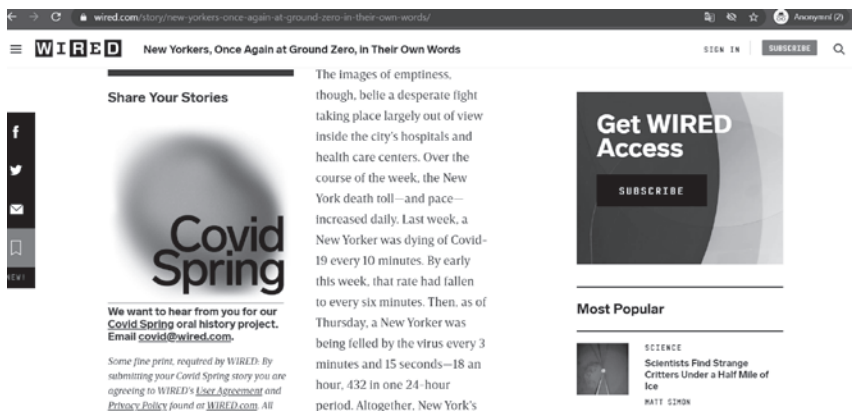 wired.com/story/new-yorkers-once-again-at-ground-zero-in-their-own-words/
Anonymní (2)
WIRED
New Yorkers, Once Again at Ground Zero, in Their Own Words
SIGN IN
SUBSCRIBE
Share Your Stories
Covid
Spring
We want to hear from you for our
Covid Spring oral history project.
Email covid@wired.com.
Some fine print, required by WIRED: By
submitting your Covid Spring story you are
agreeing to WIRED's User Agreement and
Privacy Policy found at WIRED.com. All
NEW!
The images of emptiness,
though, belie a desperate fight
taking place largely out of view
inside the city's hospitals and
health care centers. Over the
course of the week, the New
York death toll—and pace—
increased daily. Last week, a
New Yorker was dying of Covid-
19 every 10 minutes. By early
this week, that rate had fallen
to every six minutes. Then, as of
Thursday, a New Yorker was
being felled by the virus every 3
minutes and 15 seconds—18 an
hour, 432 in one 24-hour
period. Altogether, New York's
Get WIRED
Access
SUBSCRIBE
Most Popular
SCIENCE
Scientists Find Strange
Critters Under a Half Mile of
Ice
MATT SIMON